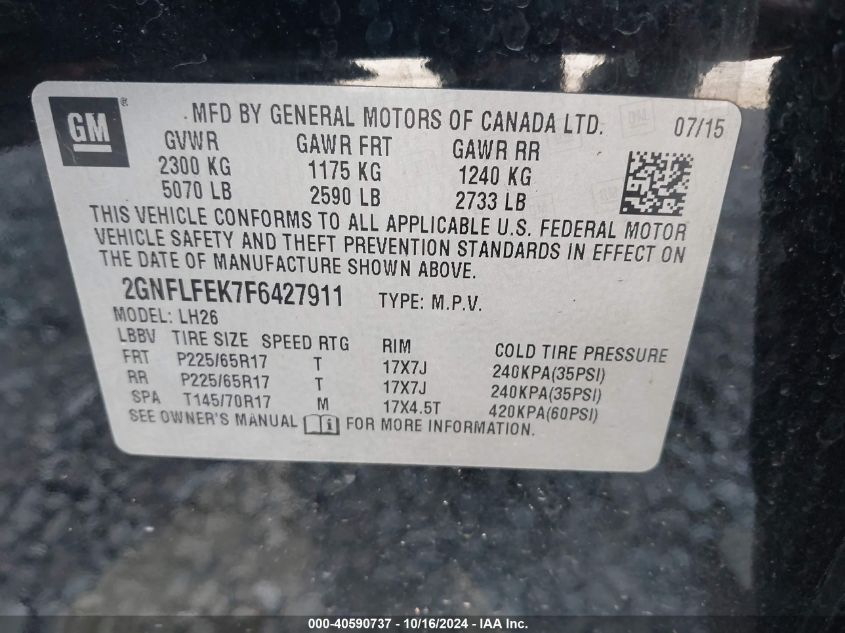 GM®
MFD BY GENERAL MOTORS OF CANADA LTD. 07/15
GVWR GAWR FRT GAWR RR
2300 KG 1175 KG 1240 KG
5070 LB 2590 LB 2733 LB
THIS VEHICLE CONFORMS TO ALL APPLICABLE U.S. FEDERAL MOTOR
VEHICLE SAFETY AND THEFT PREVENTION STANDARDS IN EFFECT ON
THE DATE OF MANUFACTURE SHOWN ABOVE.
2GNFLFEK7F6427911 TYPE: M.P.V.
MODEL: LH26
LBBV TIRE SIZE SPEED RTG RIM COLD TIRE PRESSURE
FRT P225/65R17 T 17X7J 240KPA(35PSI)
RR P225/65R17 T 17X7J 240KPA(35PSI)
SPA T145/70R17 M 17X4.5T 420KPA(60PSI)
SEE OWNER'S MANUAL FOR MORE INFORMATION.
000-40590737 - 10/16/2024 - IAA Inc.